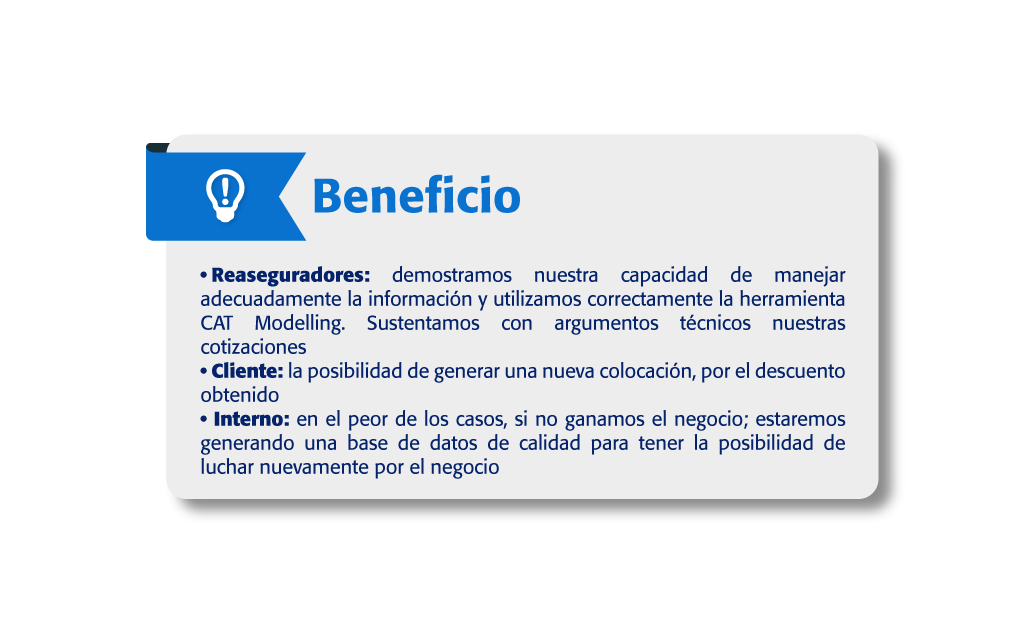 Beneficio
• Reaseguradores: demostramos nuestra capacidad de manejar
adecuadamente la información y utilizamos correctamente la herramienta
CAT Modelling. Sustentamos con argumentos técnicos nuestras
cotizaciones
• Cliente: la posibilidad de generar una nueva colocación, por el descuento
obtenido
• Interno: en el peor de los casos, si no ganamos el negocio; estaremos
generando una base de datos de calidad para tener la posibilidad de
luchar nuevamente por el negocio